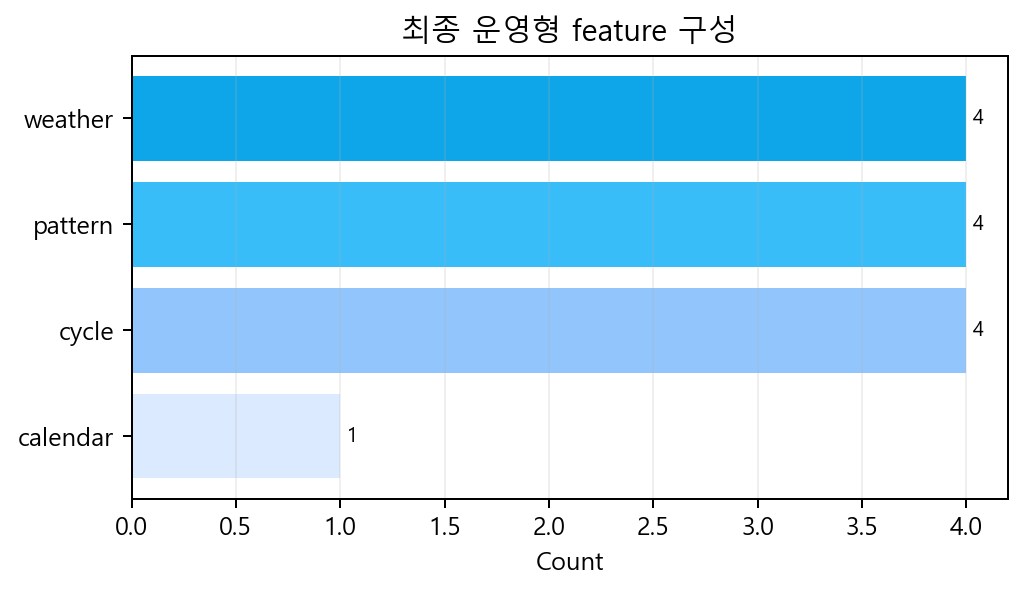 최종 운영형 feature 구성
weather
4
pattern
4
cycle
4
calendar
1
0.0 0.5 1.0 1.5 2.0 2.5 3.0 3.5 4.0
Count